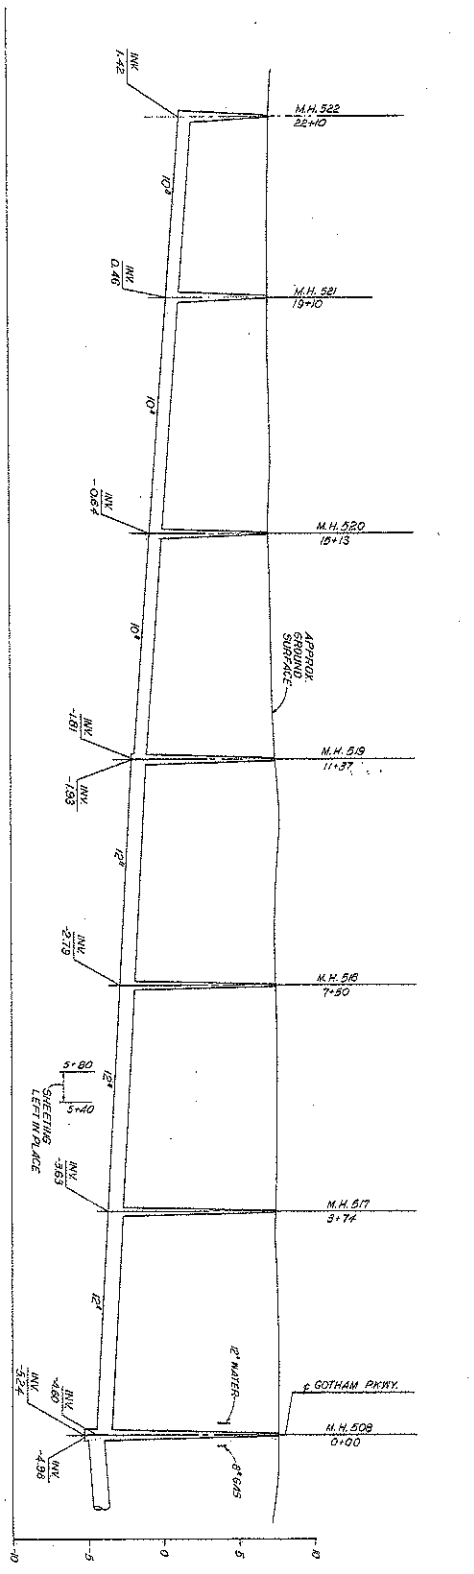 M.H. 522
22+10
INV.
1.42
10"
M.H. 521
19+10
INV.
0.46
10"
M.H. 520
15+13
INV.
-0.64
10"
APPROX.
GROUND
SURFACE
M.H. 519
11+37
INV.
-1.81
INV.
-1.93
12"
M.H. 518
7+50
INV.
-2.79
5+80
5+40
SHEETING
LEFT IN PLACE
12"
M.H. 517
3+74
INV.
-3.63
12"
12" WATER
8" GAS
℄ GOTHAM PKWY.
M.H. 508
0+00
INV.
-4.60
INV.
-5.24
INV.
-4.98
-10
-5
0
5
10